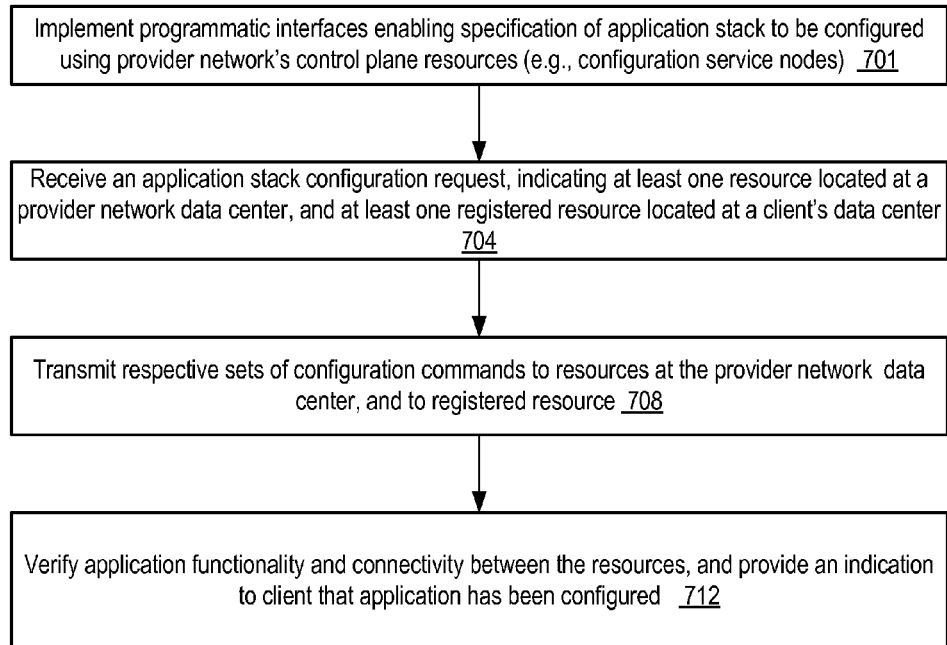 Implement programmatic interfaces enabling specification of application stack to be configured
using provider network's control plane resources (e.g., configuration service nodes) 701
Receive an application stack configuration request, indicating at least one resource located at a
provider network data center, and at least one registered resource located at a client's data center
704
Transmit respective sets of configuration commands to resources at the provider network data
center, and to registered resource 708
Verify application functionality and connectivity between the resources, and provide an indication
to client that application has been configured 712